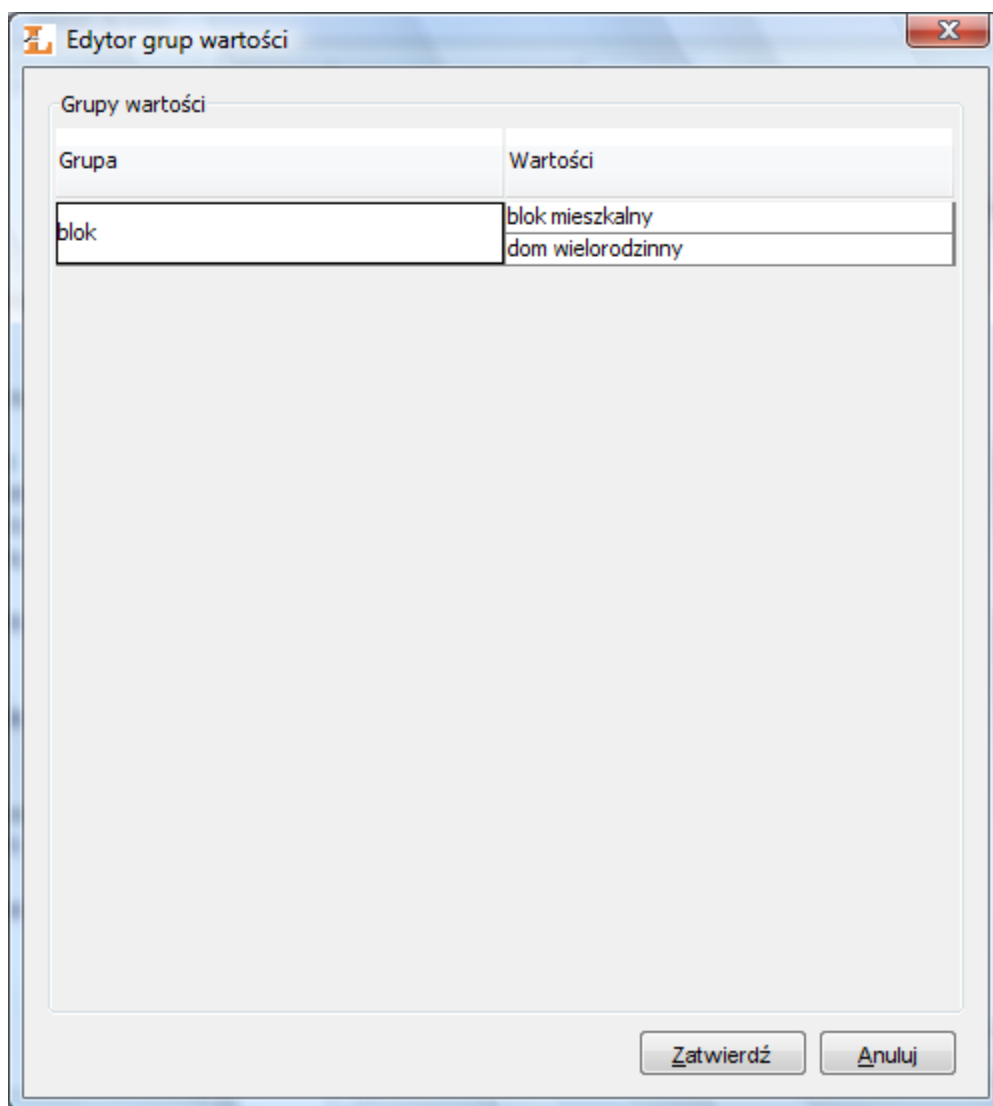 Edytor grup wartości
Grupy wartości
Grupa Wartości
blok
blok mieszkalny
dom wielorodzinny
Zatwierdź Anuluj